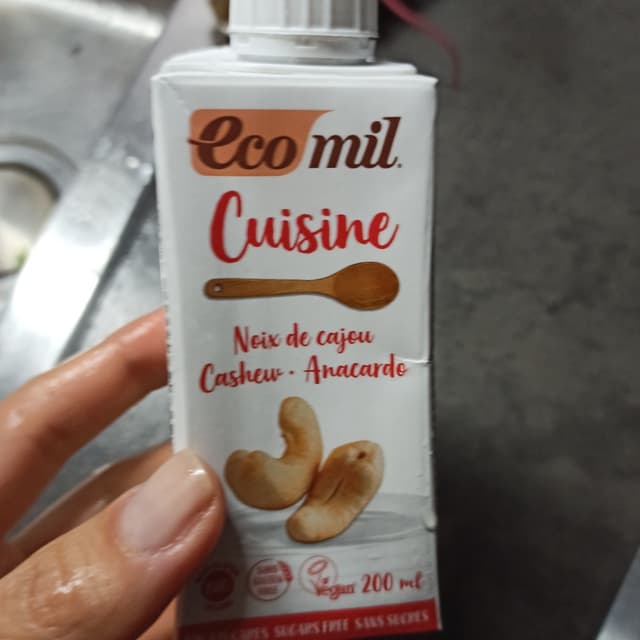 ecomil.
Cuisine
Noix de cajou
Cashew · Anacardo
Vegan 200 ml
SUGARS FREE SANS SUCRES